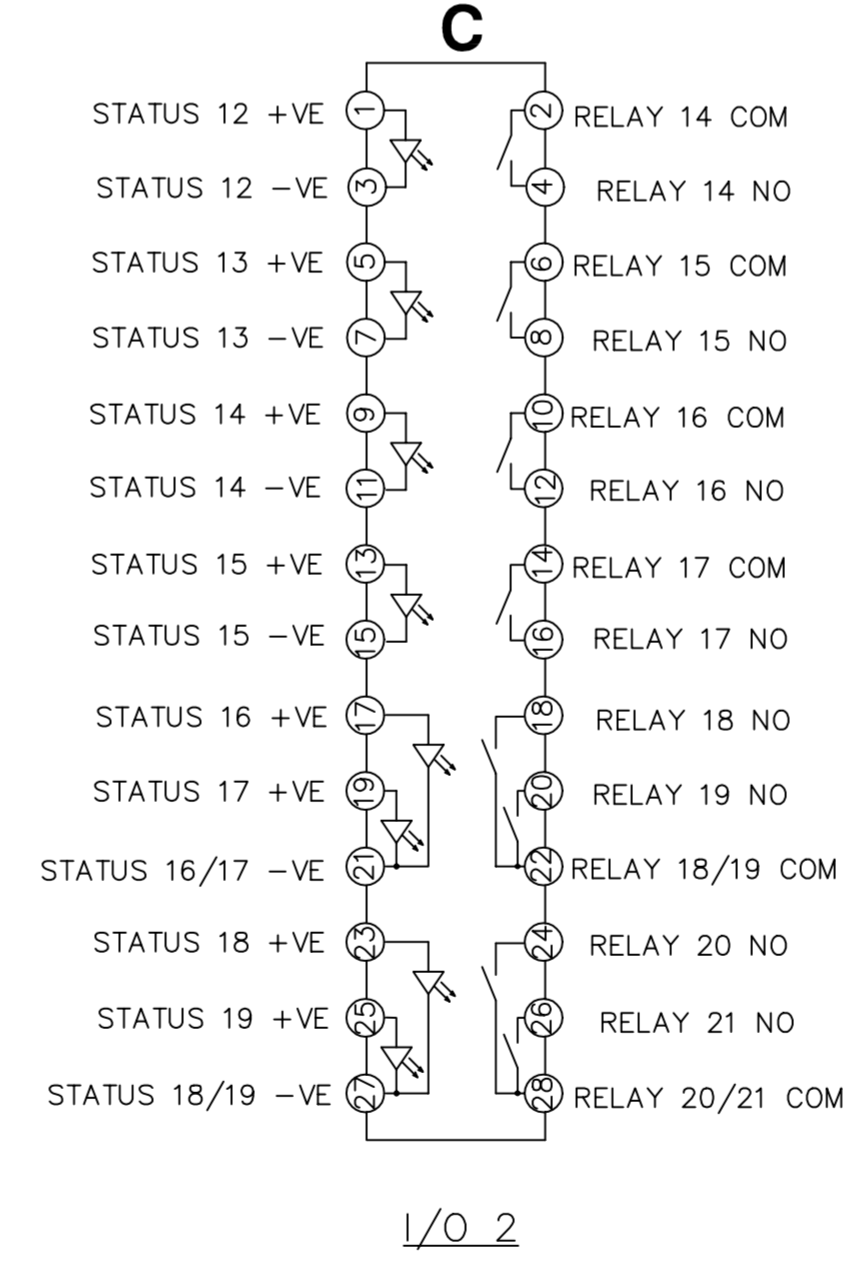 C
STATUS 12 +VE 1 2 RELAY 14 COM
STATUS 12 −VE 3 4 RELAY 14 NO
STATUS 13 +VE 5 6 RELAY 15 COM
STATUS 13 −VE 7 8 RELAY 15 NO
STATUS 14 +VE 9 10 RELAY 16 COM
STATUS 14 −VE 11 12 RELAY 16 NO
STATUS 15 +VE 13 14 RELAY 17 COM
STATUS 15 −VE 15 16 RELAY 17 NO
STATUS 16 +VE 17 18 RELAY 18 NO
STATUS 17 +VE 19 20 RELAY 19 NO
STATUS 16/17 −VE 21 22 RELAY 18/19 COM
STATUS 18 +VE 23 24 RELAY 20 NO
STATUS 19 +VE 25 26 RELAY 21 NO
STATUS 18/19 −VE 27 28 RELAY 20/21 COM
I/O 2